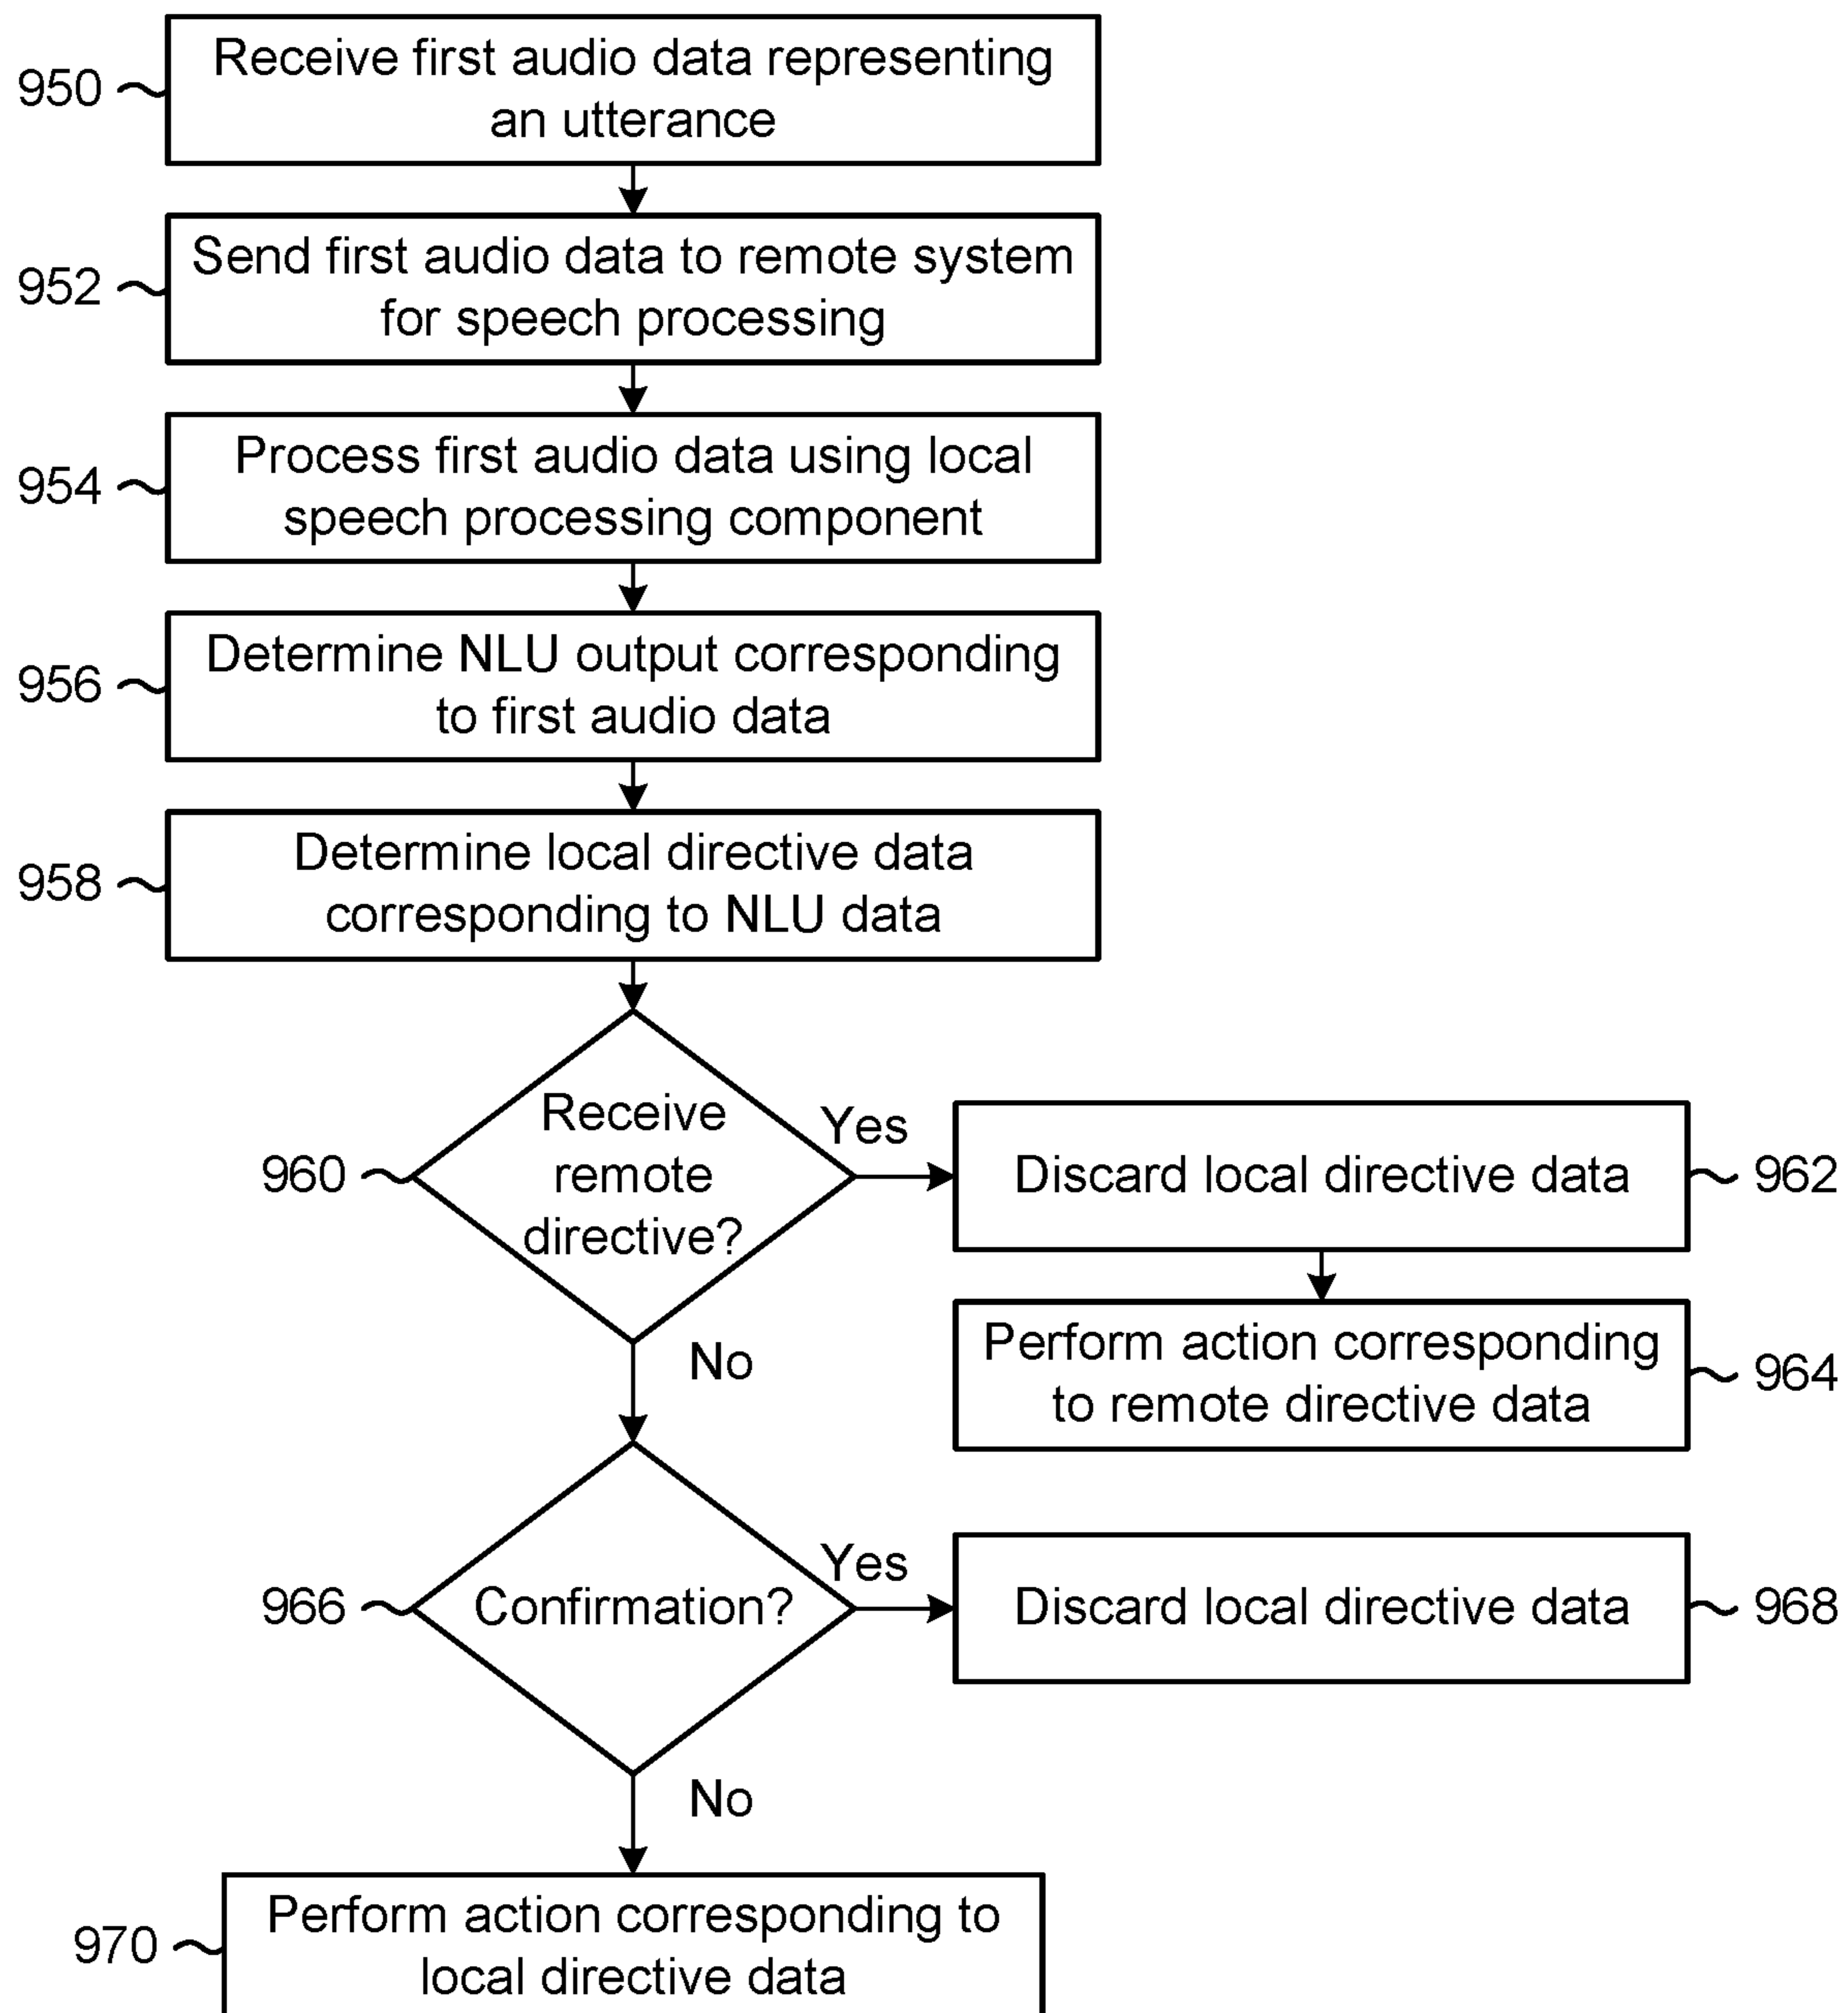 950
Receive first audio data representing
an utterance
952
Send first audio data to remote system
for speech processing
954
Process first audio data using local
speech processing component
956
Determine NLU output corresponding
to first audio data
958
Determine local directive data
corresponding to NLU data
960
Receive
remote
directive?
Yes
Discard local directive data
962
Perform action corresponding
to remote directive data
964
No
966
Confirmation?
Yes
Discard local directive data
968
No
970
Perform action corresponding to
local directive data